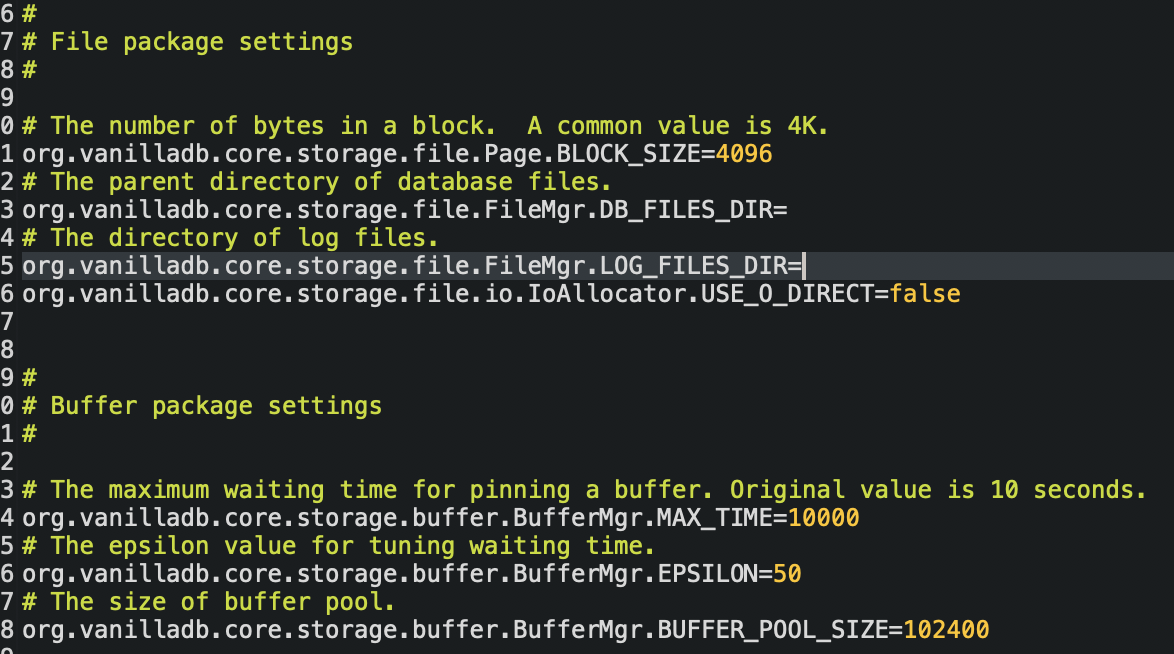 6 #
7 # File package settings
8 #
9
0 # The number of bytes in a block.  A common value is 4K.
1 org.vanilladb.core.storage.file.Page.BLOCK_SIZE=4096
2 # The parent directory of database files.
3 org.vanilladb.core.storage.file.FileMgr.DB_FILES_DIR=
4 # The directory of log files.
5 org.vanilladb.core.storage.file.FileMgr.LOG_FILES_DIR=
6 org.vanilladb.core.storage.file.io.IoAllocator.USE_O_DIRECT=false
7
8
9 #
0 # Buffer package settings
1 #
2
3 # The maximum waiting time for pinning a buffer. Original value is 10 seconds.
4 org.vanilladb.core.storage.buffer.BufferMgr.MAX_TIME=10000
5 # The epsilon value for tuning waiting time.
6 org.vanilladb.core.storage.buffer.BufferMgr.EPSILON=50
7 # The size of buffer pool.
8 org.vanilladb.core.storage.buffer.BufferMgr.BUFFER_POOL_SIZE=102400